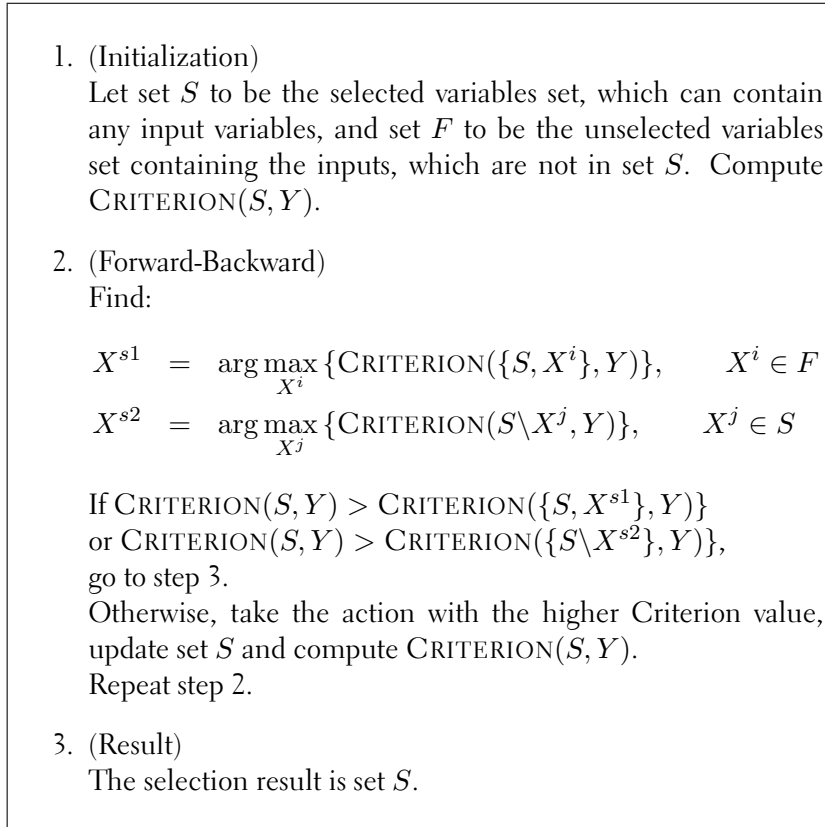 1. (Initialization)
Let set S to be the selected variables set, which can contain
any input variables, and set F to be the unselected variables
set containing the inputs, which are not in set S. Compute
CRITERION(S, Y).
2. (Forward-Backward)
Find:
X^{s1} = arg max_{X^i} {CRITERION({S, X^i}, Y)}, X^i ∈ F
X^{s2} = arg max_{X^j} {CRITERION(S\X^j, Y)}, X^j ∈ S
If CRITERION(S, Y) > CRITERION({S, X^{s1}}, Y)}
or CRITERION(S, Y) > CRITERION({S\X^{s2}}, Y)},
go to step 3.
Otherwise, take the action with the higher Criterion value,
update set S and compute CRITERION(S, Y).
Repeat step 2.
3. (Result)
The selection result is set S.